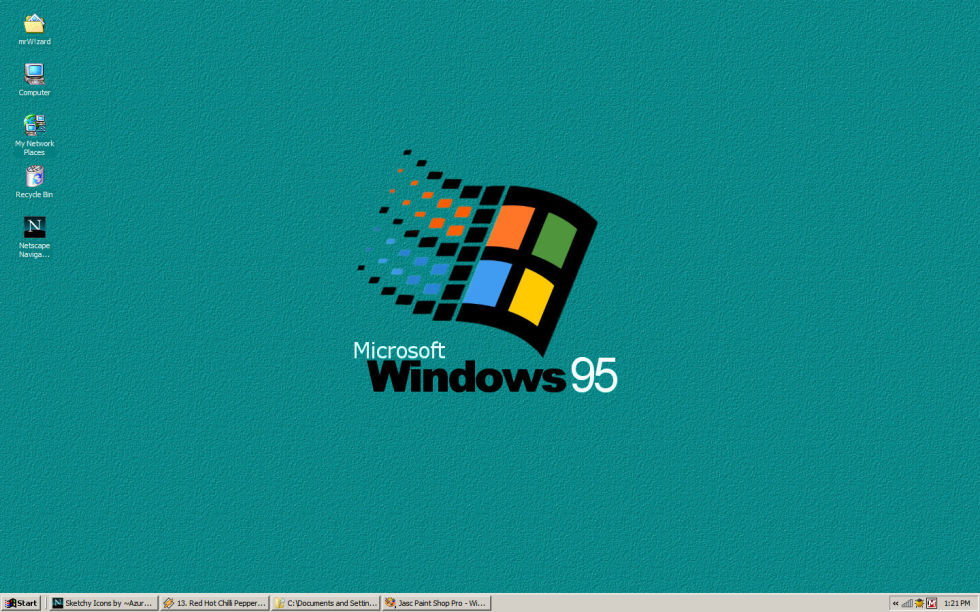 mrWizard
Computer
My Network
Places
Recycle Bin
N
Netscape
Naviga...
Microsoft
Windows 95
Start
N
Sketchy Icons by ~Azur...
13. Red Hot Chilli Pepper...
C:\Documents and Settin...
Jasc Paint Shop Pro - Wi...
«
1:21 PM